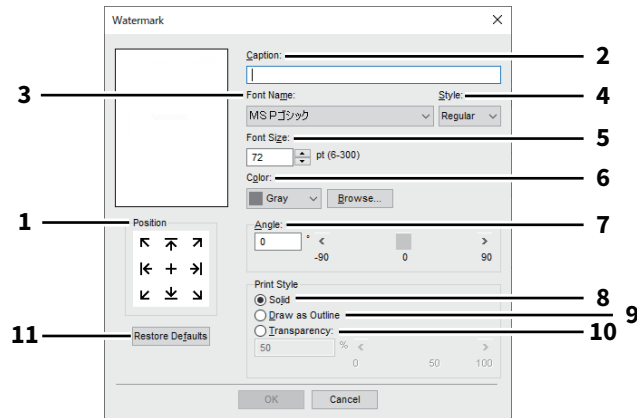 Watermark
2
Caption:
3
Font Name:
Style:
4
MS Pゴシック
Regular
5
Font Size:
72
pt (6-300)
6
Color:
Gray
Browse...
1
Position
7
Angle:
0
°
-90
0
90
Print Style
8
Solid
9
Draw as Outline
10
Transparency:
11
Restore Defaults
50
%
0
50
100
OK
Cancel